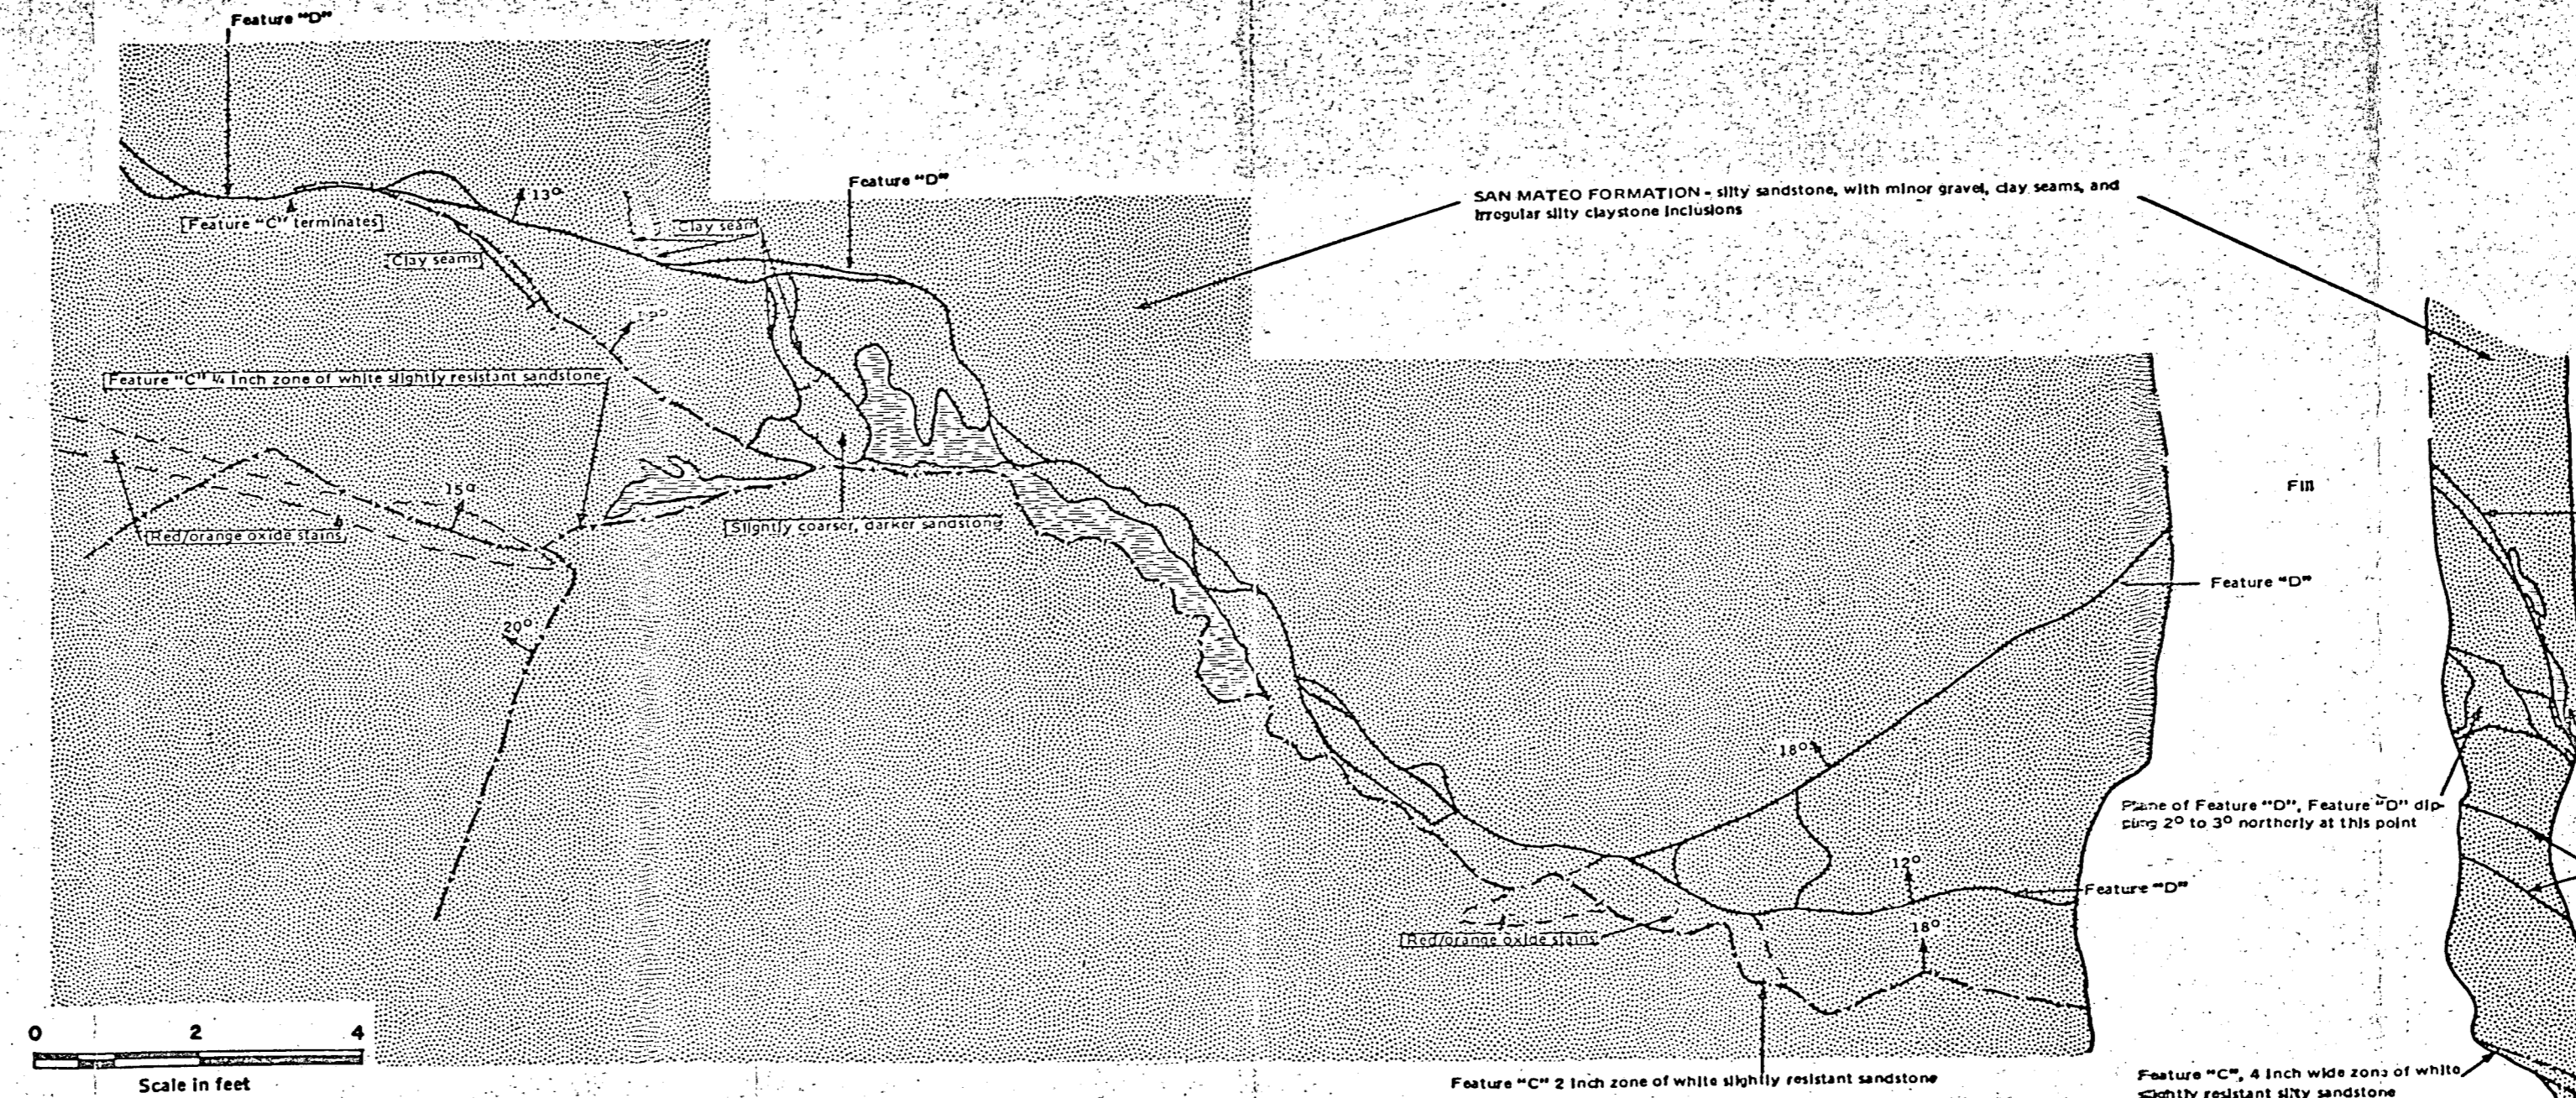 Feature "D"
13°
Feature "D"
Feature "C" terminates
Clay seam
Clay seams
SAN MATEO FORMATION - silty sandstone, with minor gravel, clay seams, and
irregular silty claystone inclusions
Feature "C" ¼ inch zone of white slightly resistant sandstone
15°
Red/orange oxide stains
Slightly coarser, darker sandstone
Fill
Feature "D"
20°
18°
Plane of Feature "D", Feature "D" dip-
ping 2° to 3° northerly at this point
12°
Feature "D"
18°
Red/orange oxide stains
0 2 4
Scale in feet
Feature "C" 2 inch zone of white slightly resistant sandstone
Feature "C", 4 inch wide zone of white
slightly resistant silty sandstone